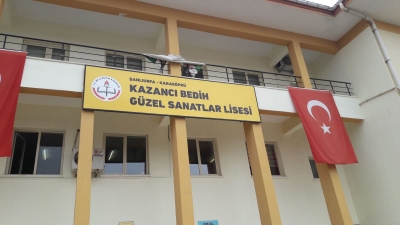 ŞANLIURFA - KARAKÖPRÜ
KAZANCI BEDİH
GÜZEL SANATLAR LİSESİ